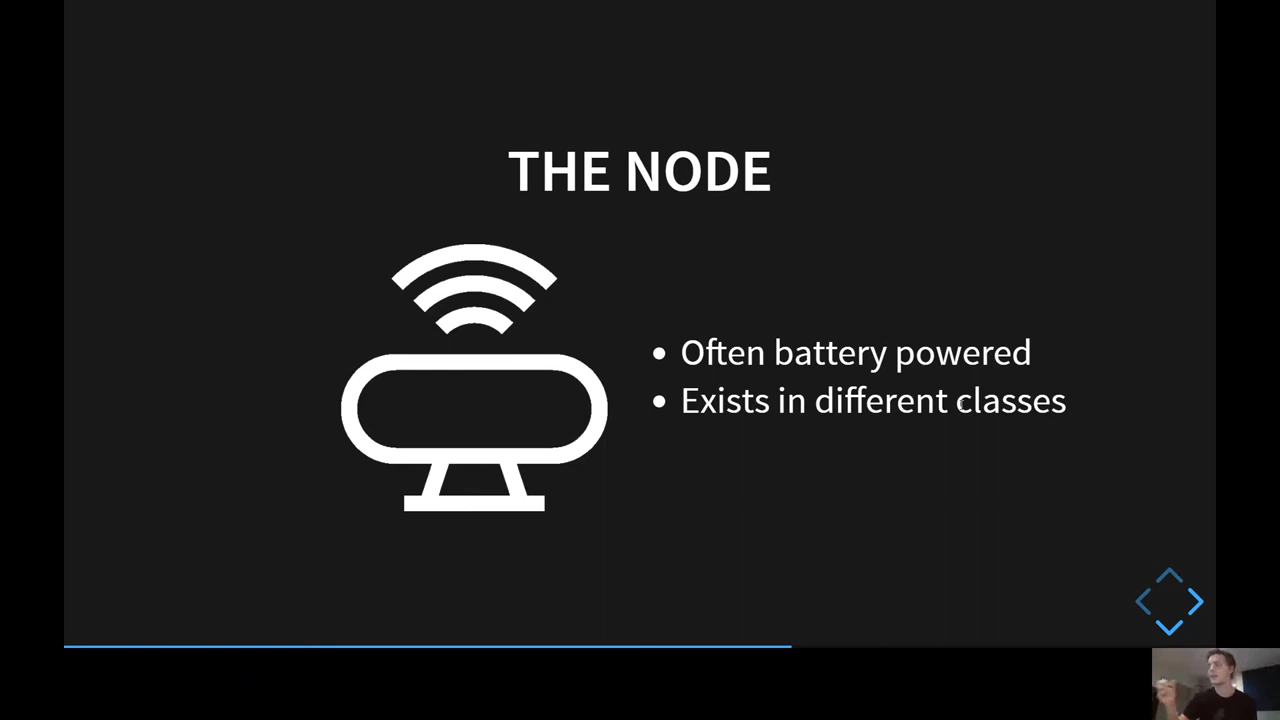 THE NODE
Often battery powered
Exists in different classes